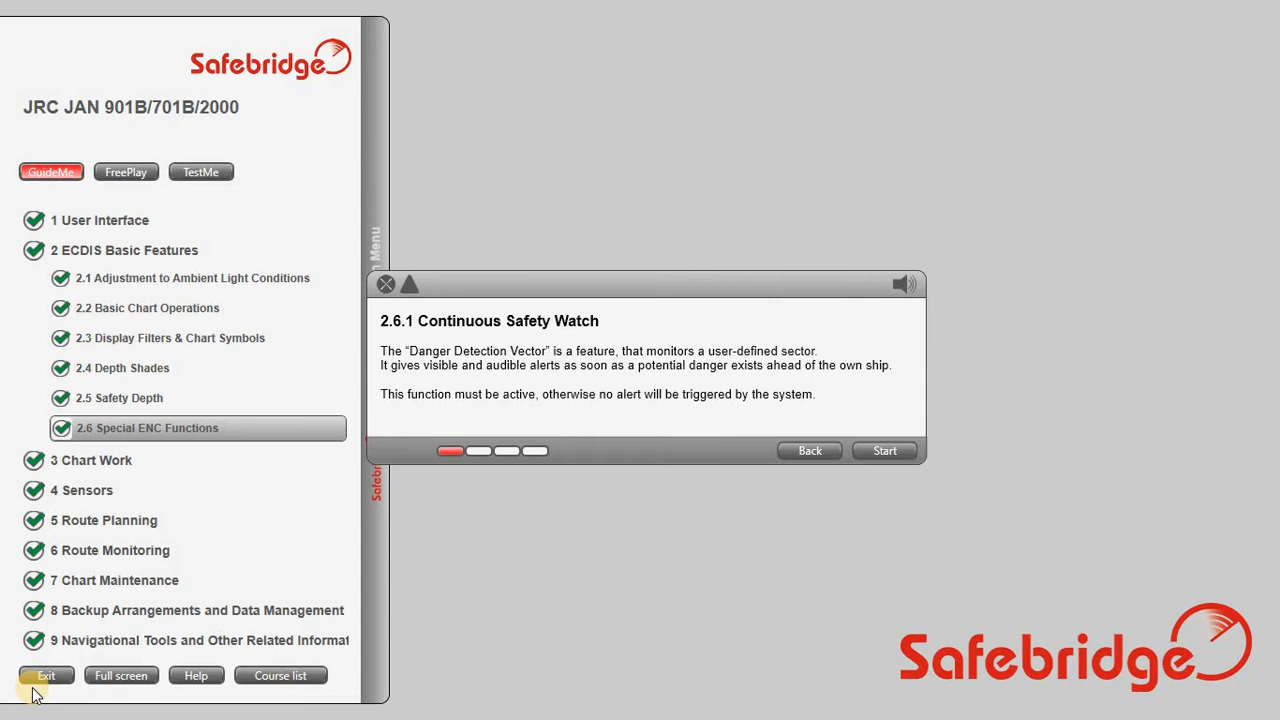 Safebridge
JRC JAN 901B/701B/2000
GuideMe
FreePlay
TestMe
1 User Interface
2 ECDIS Basic Features
2.1 Adjustment to Ambient Light Conditions
2.2 Basic Chart Operations
2.3 Display Filters & Chart Symbols
2.4 Depth Shades
2.5 Safety Depth
2.6 Special ENC Functions
3 Chart Work
4 Sensors
5 Route Planning
6 Route Monitoring
7 Chart Maintenance
8 Backup Arrangements and Data Management
9 Navigational Tools and Other Related Informat
Exit
Full screen
Help
Course list
Menu
Safeb
2.6.1 Continuous Safety Watch
The “Danger Detection Vector” is a feature, that monitors a user-defined sector.
It gives visible and audible alerts as soon as a potential danger exists ahead of the own ship.
This function must be active, otherwise no alert will be triggered by the system.
Back
Start
Safebridge